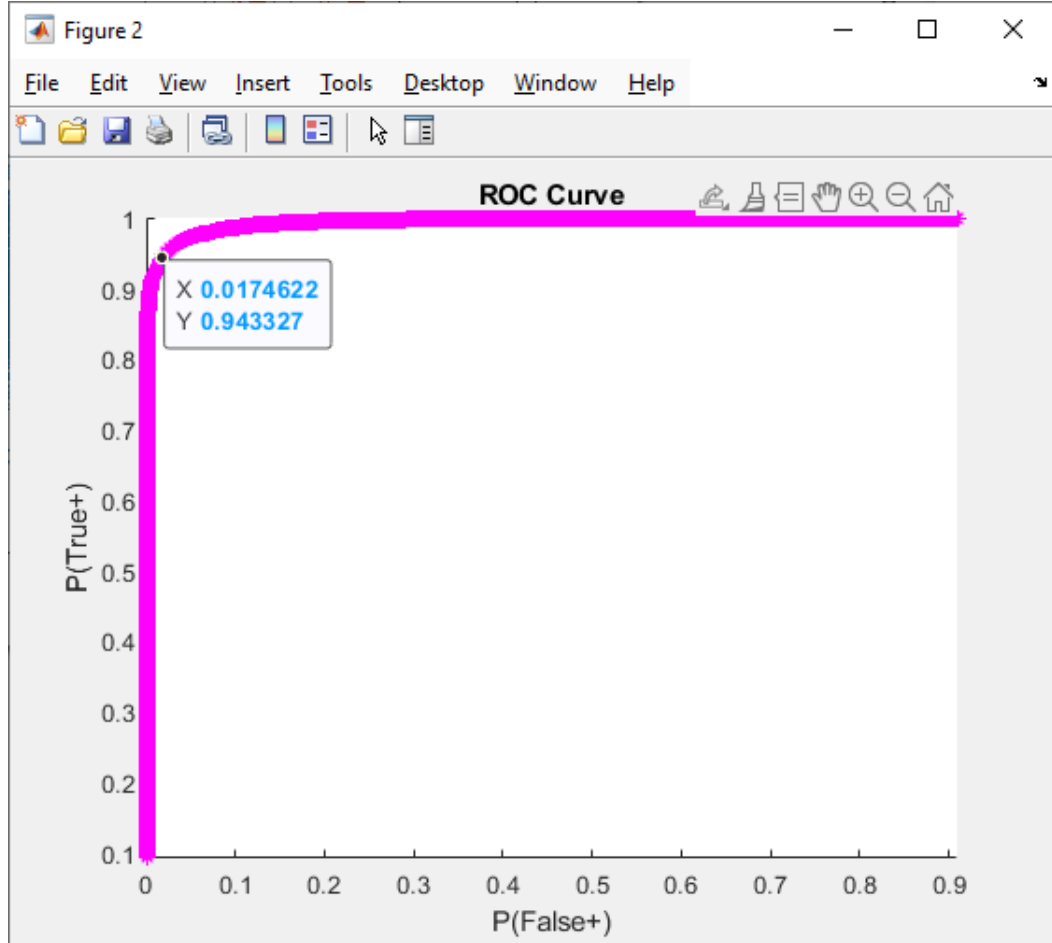 Figure 2
File Edit View Insert Tools Desktop Window Help
ROC Curve
1
0.9
0.8
0.7
0.6
0.5
0.4
0.3
0.2
0.1
P(True+)
X 0.0174622
Y 0.943327
0 0.1 0.2 0.3 0.4 0.5 0.6 0.7 0.8 0.9
P(False+)